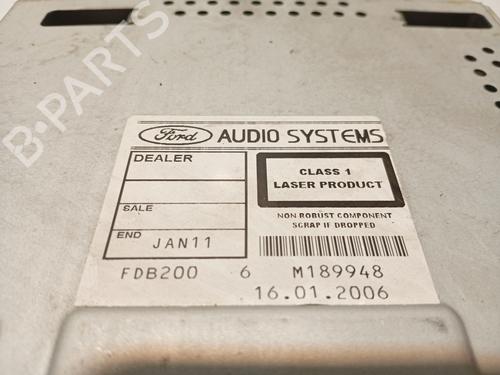 B-PARTS
Ford AUDIO SYSTEMS
DEALER
CLASS 1
LASER PRODUCT
SALE
NON ROBUST COMPONENT
SCRAP IF DROPPED
END JAN11
FDB200 6 M189948
16.01.2006